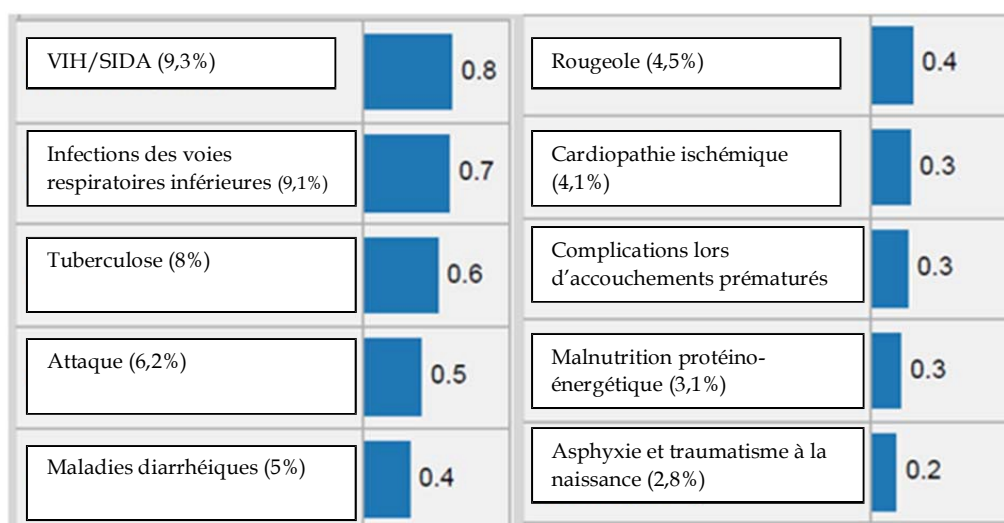 VIH/SIDA (9,3%)
0.8
Infections des voies
respiratoires inférieures (9,1%)
0.7
Tuberculose (8%)
0.6
Attaque (6,2%)
0.5
Maladies diarrhéiques (5%)
0.4
Rougeole (4,5%)
0.4
Cardiopathie ischémique
(4,1%)
0.3
Complications lors
d’accouchements prématurés
0.3
Malnutrition protéino-
énergétique (3,1%)
0.3
Asphyxie et traumatisme à la
naissance (2,8%)
0.2